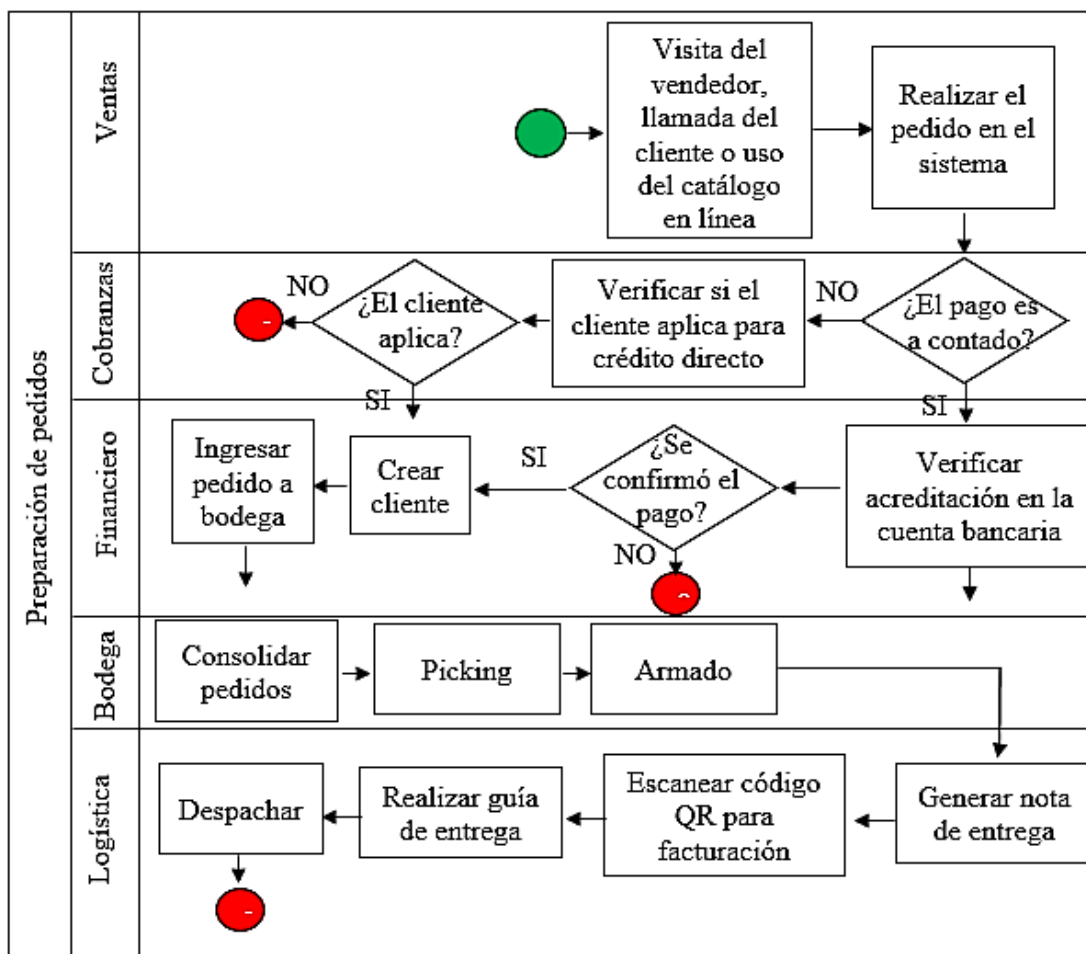 Preparación de pedidos
Ventas
Visita del
vendedor,
llamada del
cliente o uso
del catálogo
en línea
Realizar el
pedido en el
sistema
Cobranzas
NO
¿El cliente
aplica?
Verificar si el
cliente aplica para
crédito directo
NO
¿El pago es
a contado?
SI
SI
Financiero
Ingresar
pedido a
bodega
Crear
cliente
SI
¿Se
confirmó el
pago?
NO
Verificar
acreditación en la
cuenta bancaria
Bodega
Consolidar
pedidos
Picking
Armado
Logística
Despachar
Realizar guía
de entrega
Escanear código
QR para
facturación
Generar nota
de entrega